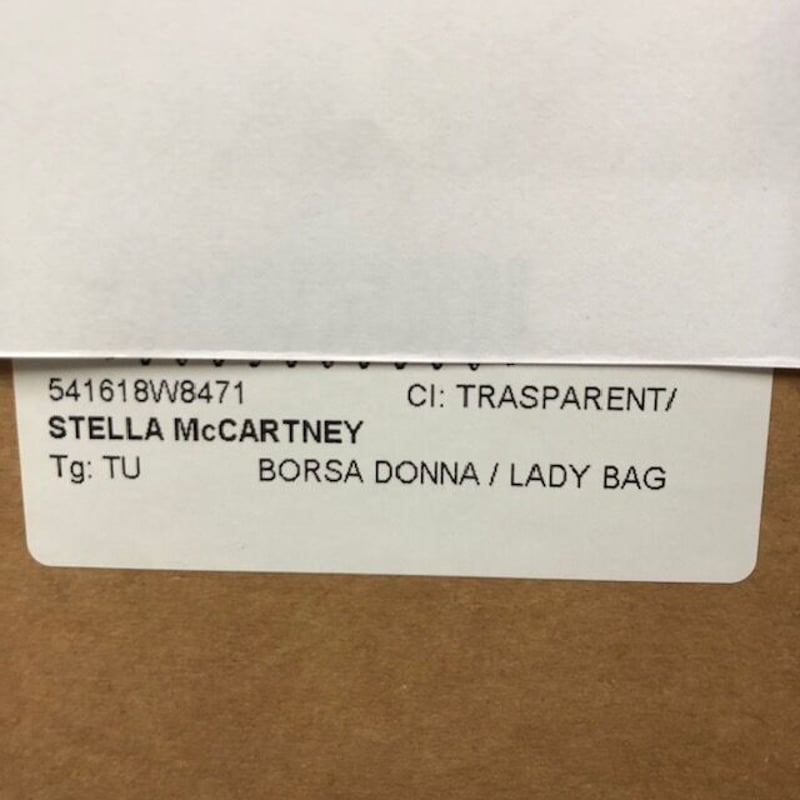 541618W8471 CI: TRASPARENT/
STELLA McCARTNEY
Tg: TU BORSA DONNA / LADY BAG